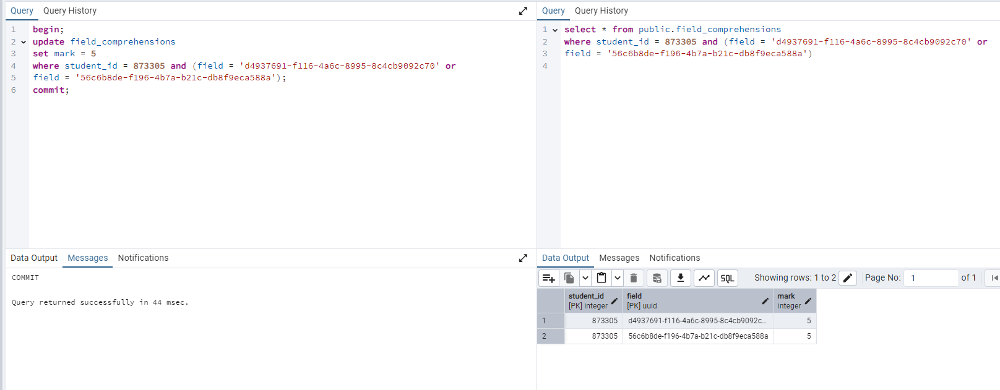 Query Query History
1 begin;
2 update field_comprehensions
3 set mark = 5
4 where student_id = 873305 and (field = 'd4937691-f116-4a6c-8995-8c4cb9092c70' or
5 field = '56c6b8de-f196-4b7a-b21c-db8f9eca588a');
6 commit;
Data Output Messages Notifications
COMMIT
Query returned successfully in 44 msec.
Query Query History
1 select * from public.field_comprehensions
2 where student_id = 873305 and (field = 'd4937691-f116-4a6c-8995-8c4cb9092c70' or
3 field = '56c6b8de-f196-4b7a-b21c-db8f9eca588a')
4
Data Output Messages Notifications
SQL Showing rows: 1 to 2 Page No: 1 of 1
student_id field mark
[PK] integer [PK] uuid integer
1 873305 d4937691-f116-4a6c-8995-8c4cb9092c... 5
2 873305 56c6b8de-f196-4b7a-b21c-db8f9eca588a 5